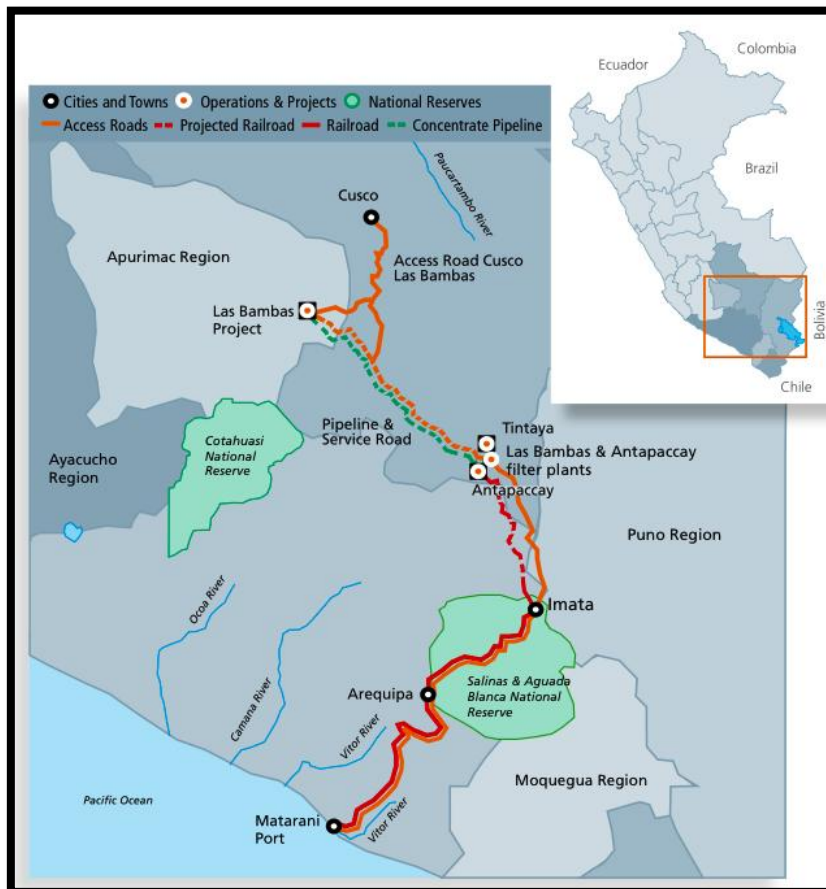 Ecuador
Colombia
Brazil
Bolivia
Chile
Cities and Towns
Operations & Projects
National Reserves
Access Roads
Projected Railroad
Railroad
Concentrate Pipeline
Paucartambo River
Cusco
Apurimac Region
Access Road Cusco
Las Bambas
Las Bambas
Project
Pipeline &
Service Road
Tintaya
Las Bambas & Antapaccay
filter plants
Antapaccay
Cotahuasi
National
Reserve
Ayacucho
Region
Puno Region
Ocoa River
Camana River
Vitor River
Imata
Arequipa
Salinas & Aguada
Blanca National
Reserve
Moquegua Region
Pacific Ocean
Matarani
Port
Vitor River